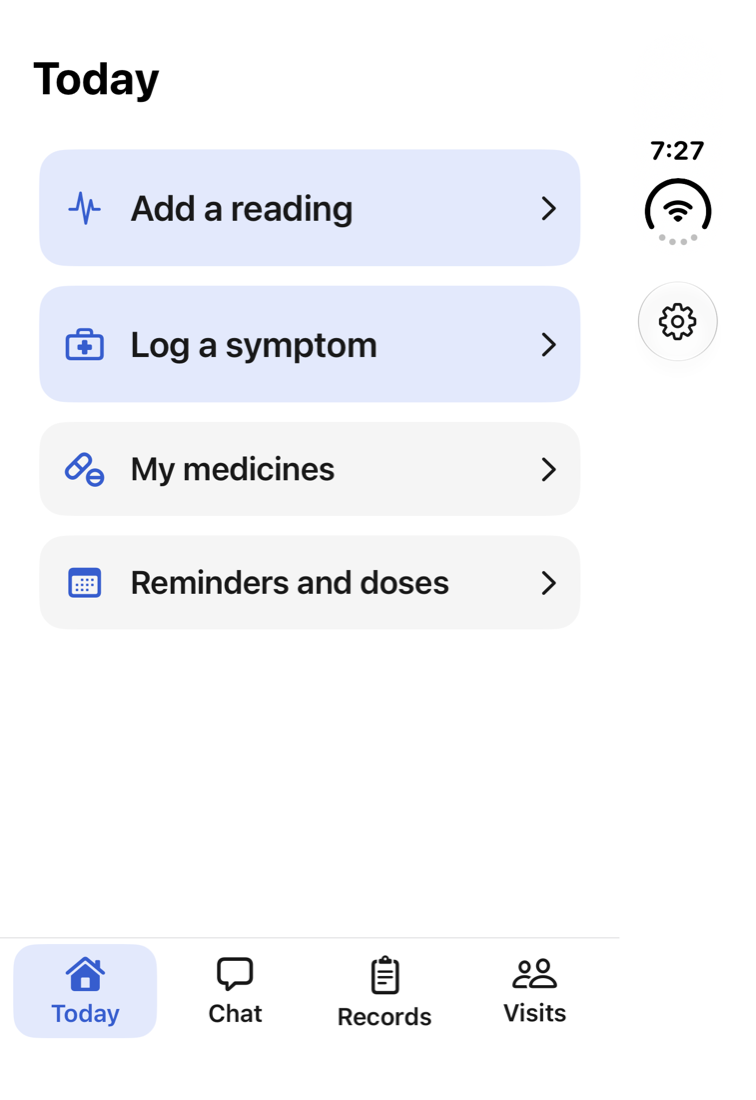 Today
7:27
Add a reading
Log a symptom
My medicines
Reminders and doses
Today
Chat
Records
Visits